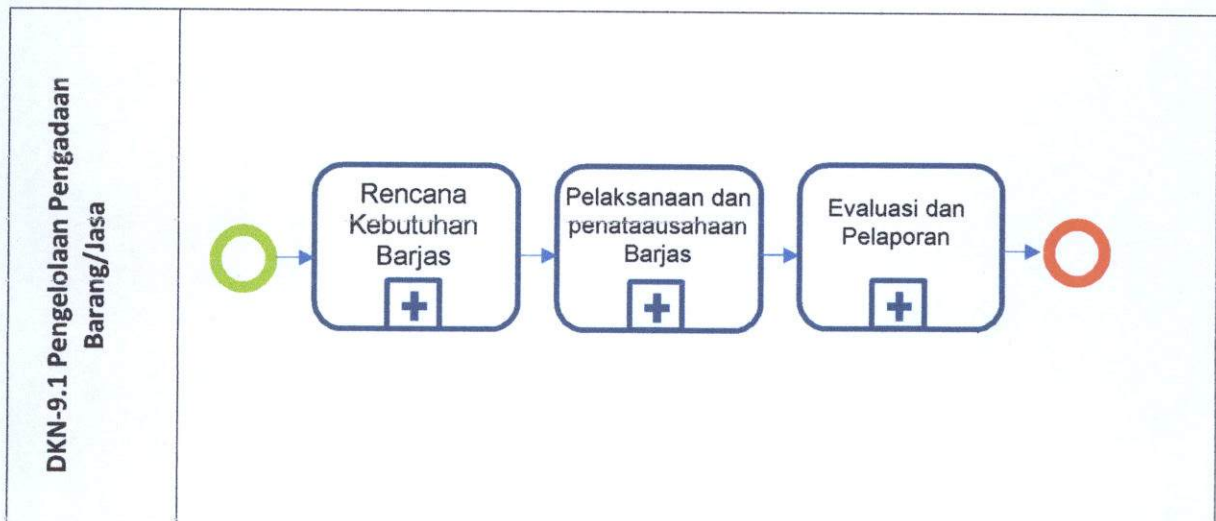 DKN-9.1 Pengelolaan Pengadaan
Barang/Jasa
Rencana
Kebutuhan
Barjas
Pelaksanaan dan
penataausahaan
Barjas
Evaluasi dan
Pelaporan